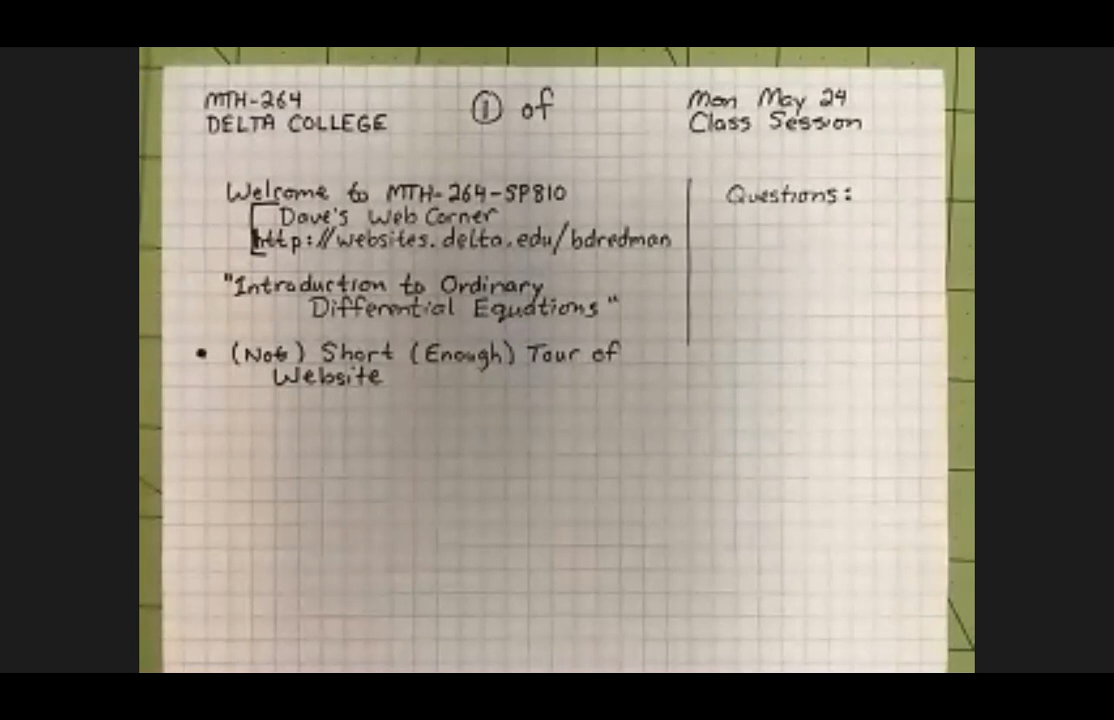 MTH-264
DELTA COLLEGE
① of
Mon May 24
Class Session
Welcome to MTH-264-SP810
Dave's Web Corner
http://websites.delta.edu/bdredman
"Introduction to Ordinary
Differential Equations"
• (Not) Short (Enough) Tour of
Website
Questions: